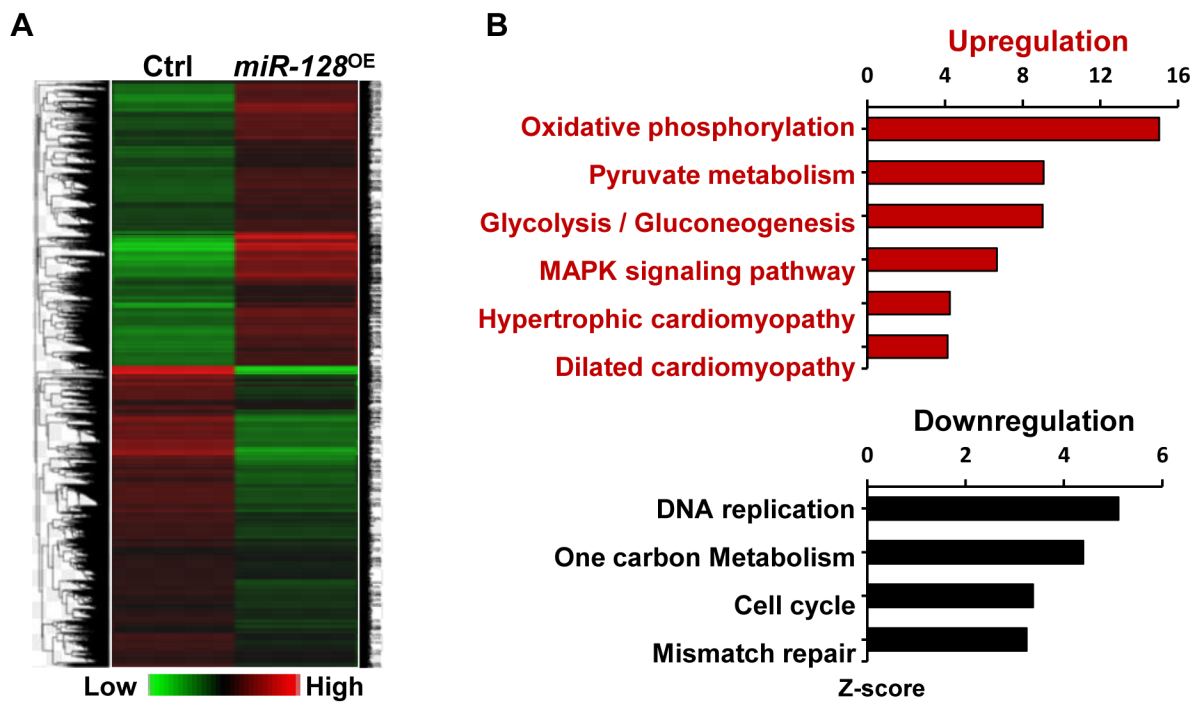 A
Ctrl miR-128OE
Low High
B
Upregulation
0 4 8 12 16
Oxidative phosphorylation
Pyruvate metabolism
Glycolysis / Gluconeogenesis
MAPK signaling pathway
Hypertrophic cardiomyopathy
Dilated cardiomyopathy
Downregulation
0 2 4 6
DNA replication
One carbon Metabolism
Cell cycle
Mismatch repair
Z-score